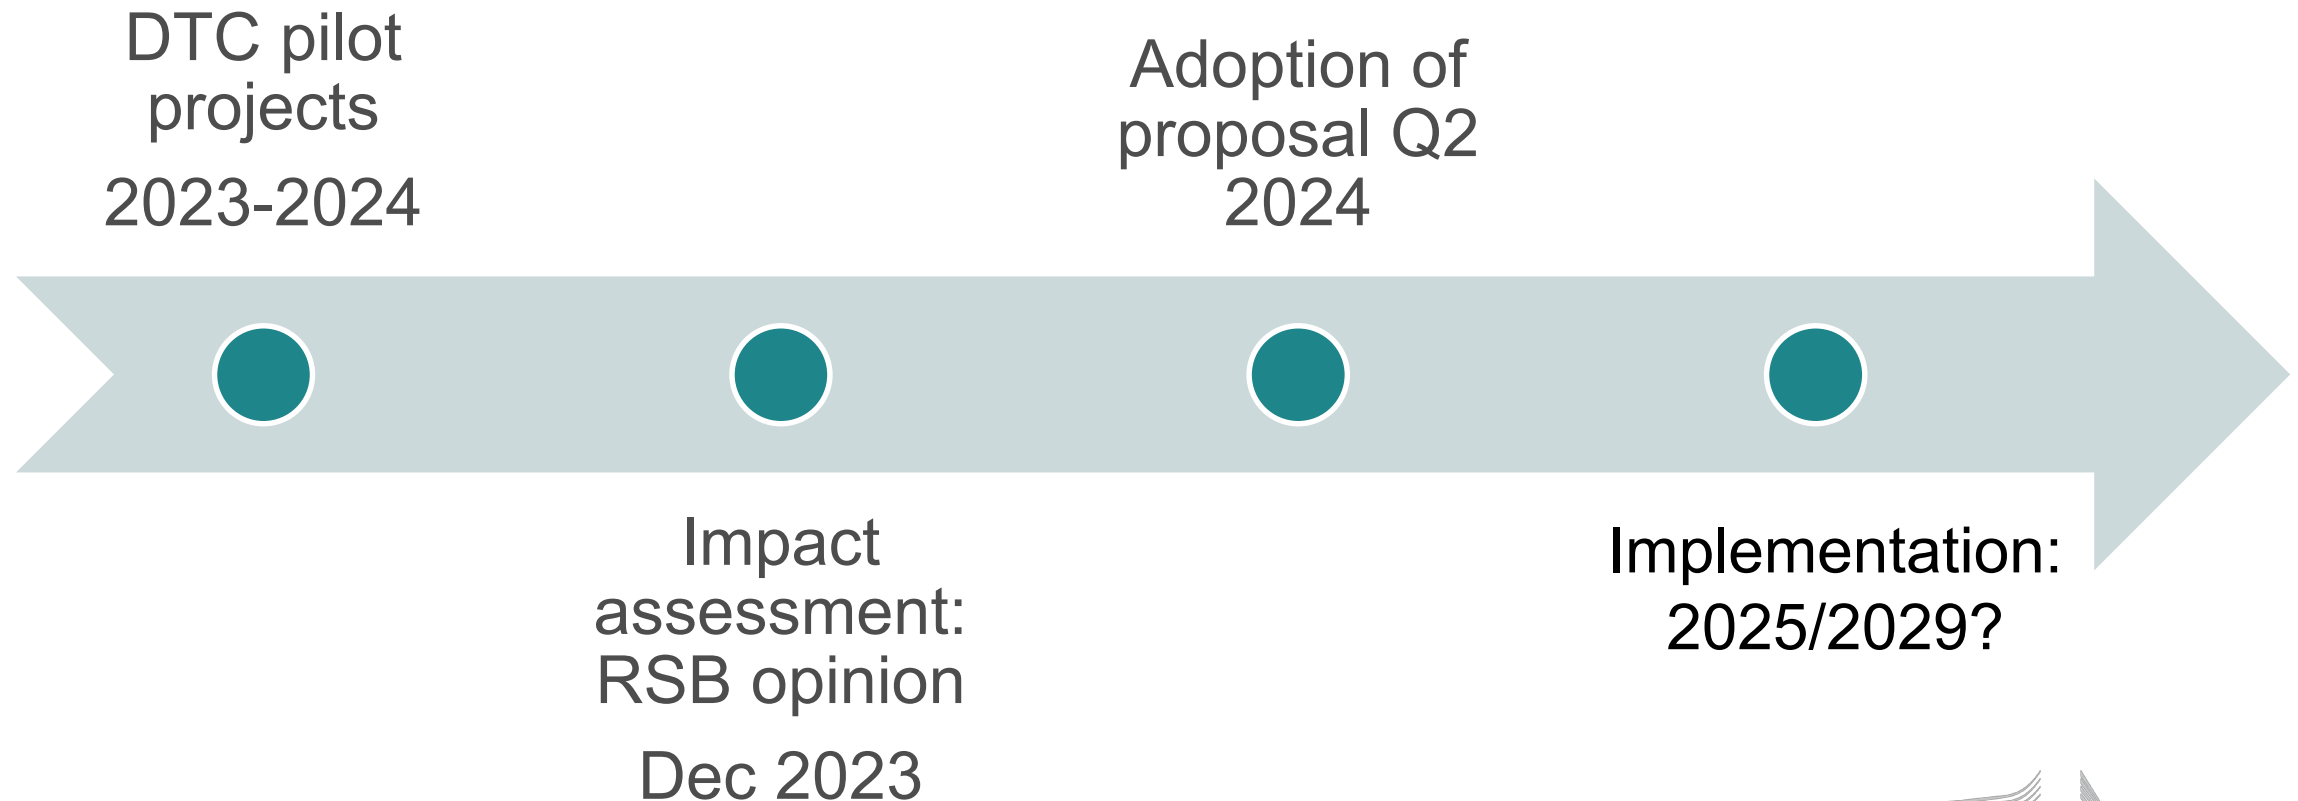 DTC pilot
projects
2023-2024
Impact
assessment:
RSB opinion
Dec 2023
Adoption of
proposal Q2
2024
Implementation:
2025/2029?